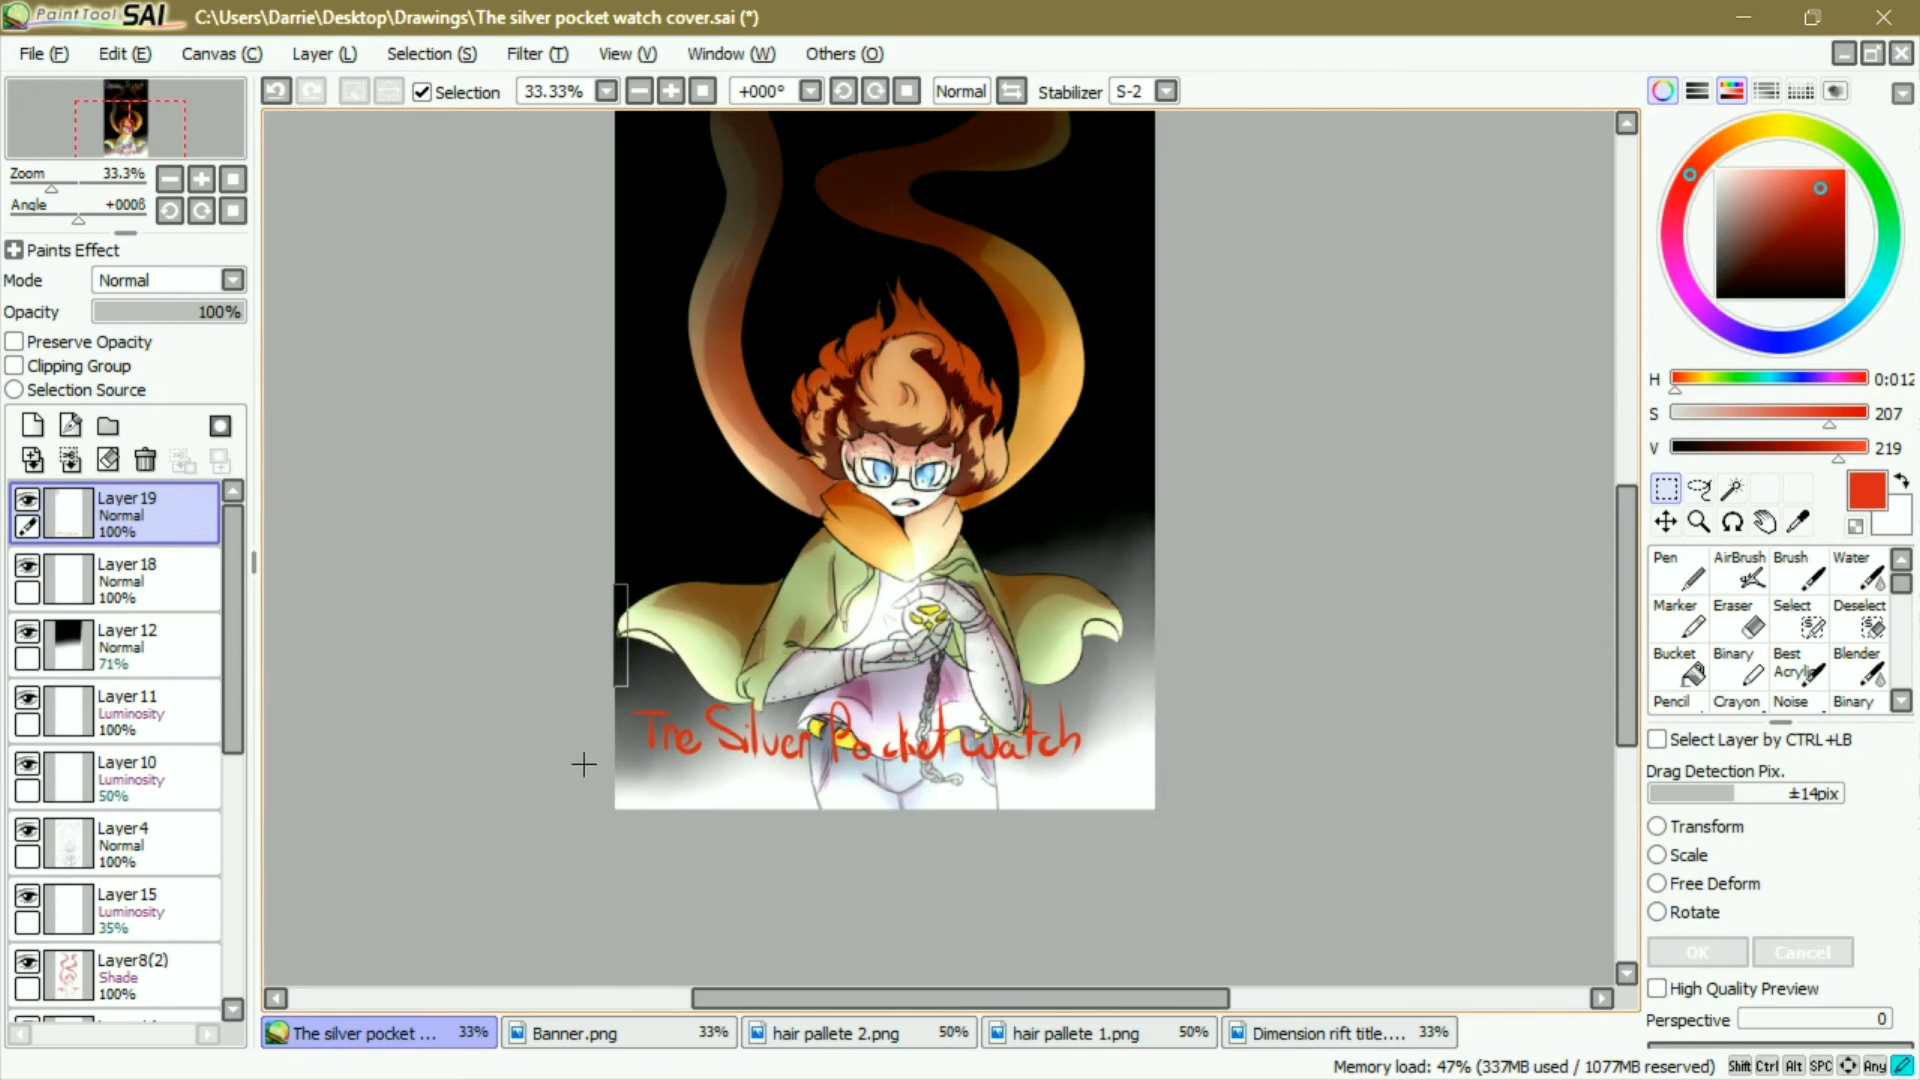 PaintTool SAI C:\Users\Darrie\Desktop\Drawings\The silver pocket watch cover.sai (*)
File (F) Edit (E) Canvas (C) Layer (L) Selection (S) Filter (T) View (V) Window (W) Others (O)
Selection 33.33% +000° Normal Stabilizer S-2
Zoom 33.3%
Angle +000ß
Paints Effect
Mode Normal
Opacity 100%
Preserve Opacity
Clipping Group
Selection Source
Layer19
Normal
100%
Layer18
Normal
100%
Layer12
Normal
71%
Layer11
Luminosity
100%
Layer10
Luminosity
50%
Layer4
Normal
100%
Layer15
Luminosity
35%
Layer8(2)
Shade
100%
The Silver Pocket watch
H 0:012
S 207
V 219
Pen AirBrush Brush Water
Marker Eraser Select Deselect
Bucket Binary Best Acrylic Blender
Pencil Crayon Noise Binary
Select Layer by CTRL+LB
Drag Detection Pix.
±14pix
Transform
Scale
Free Deform
Rotate
OK Cancel
High Quality Preview
Perspective 0
The silver pocket ... 33% Banner.png 33% hair pallete 2.png 50% hair pallete 1.png 50% Dimension rift title.... 33%
Memory load: 47% (337MB used / 1077MB reserved) Shift Ctrl Alt SPC Any